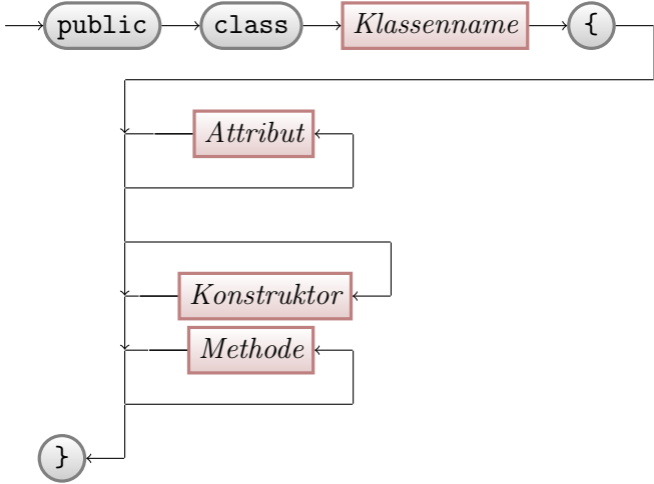 public class Klassenname {
Attribut
Konstruktor
Methode
}